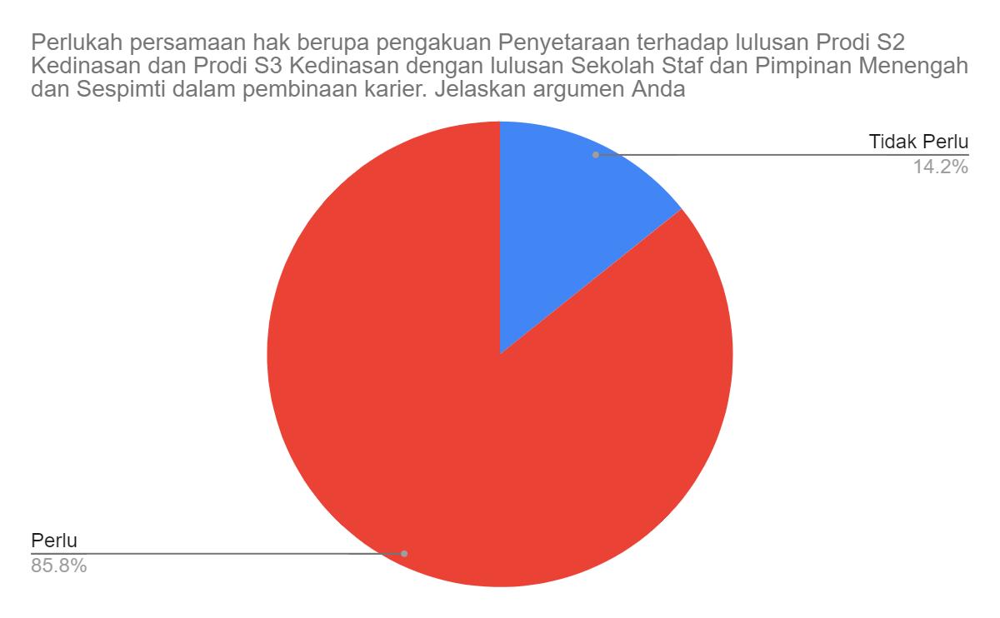 Perlukah persamaan hak berupa pengakuan Penyetaraan terhadap lulusan Prodi S2
Kedinasan dan Prodi S3 Kedinasan dengan lulusan Sekolah Staf dan Pimpinan Menengah
dan Sespimti dalam pembinaan karier. Jelaskan argumen Anda
Tidak Perlu
14.2%
Perlu
85.8%